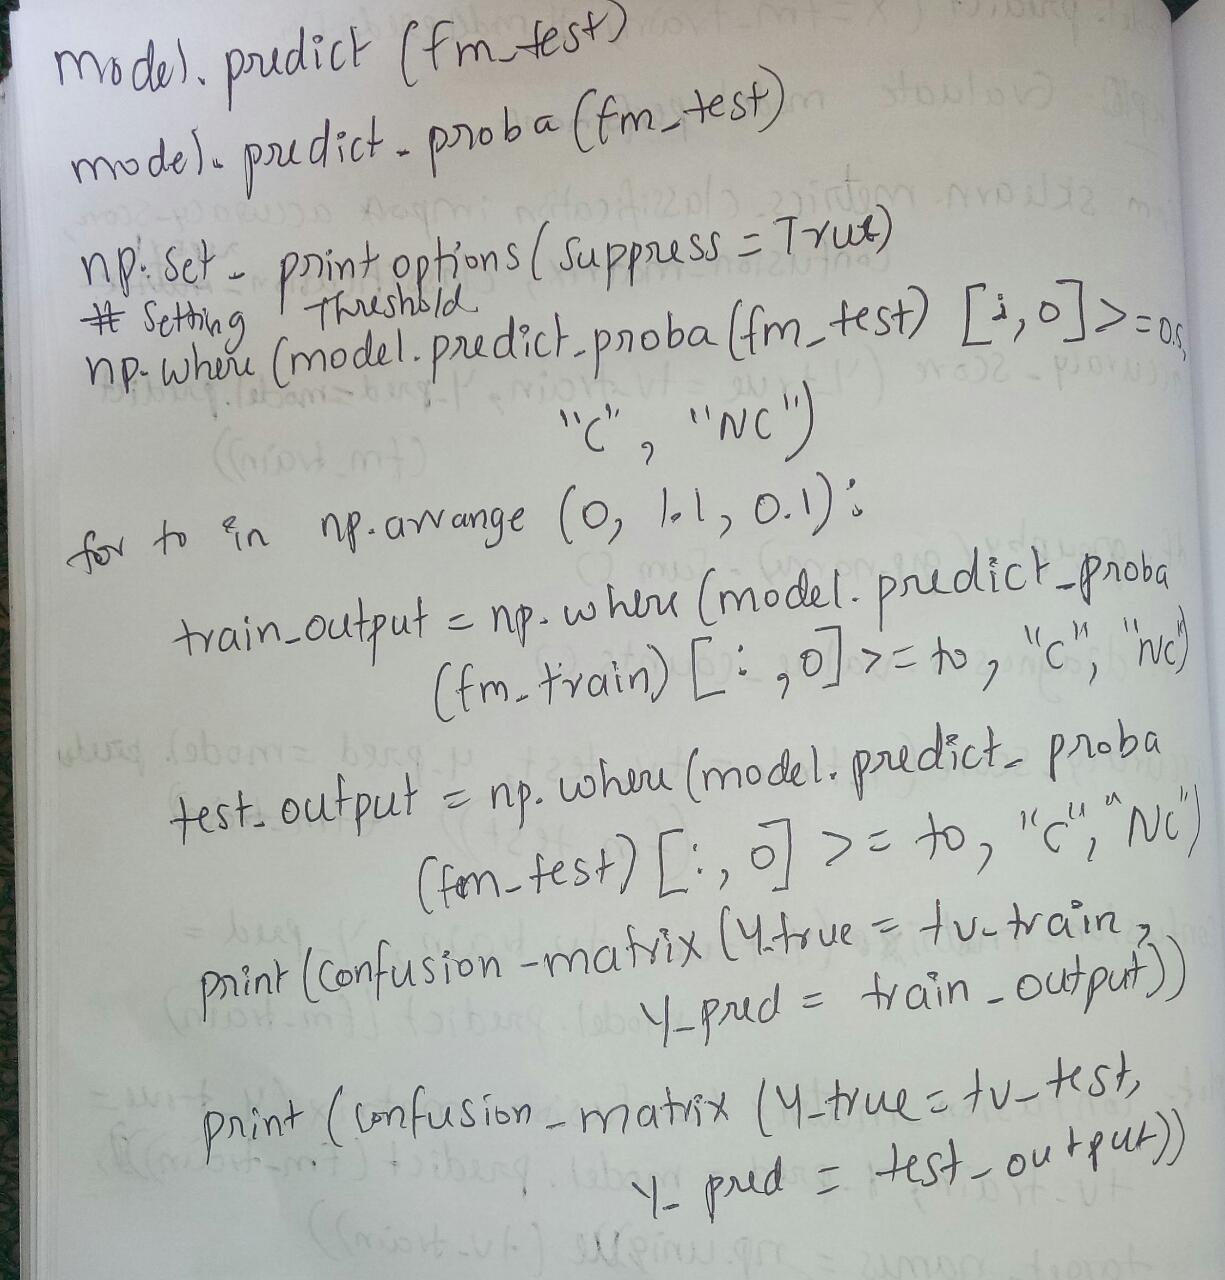 model.predict (fm_test)
model.predict_proba (fm_test)
np.set_printoptions (suppress = True)
# Setting Threshold
np.where (model.predict_proba (fm_test) [:,0]>=0.5,
"C", "NC")
for to in np.arrange (0, 1.1, 0.1):
train_output = np.where (model.predict_proba
(fm_train) [:,0] >= to, "C", "NC")
test_output = np.where (model.predict_proba
(fm_test) [:,0] >= to, "C", "NC")
print (confusion_matrix (Y_true = tv_train,
Y_pred = train_output))
print (confusion_matrix (Y_true = tv_test,
Y_pred = test_output))